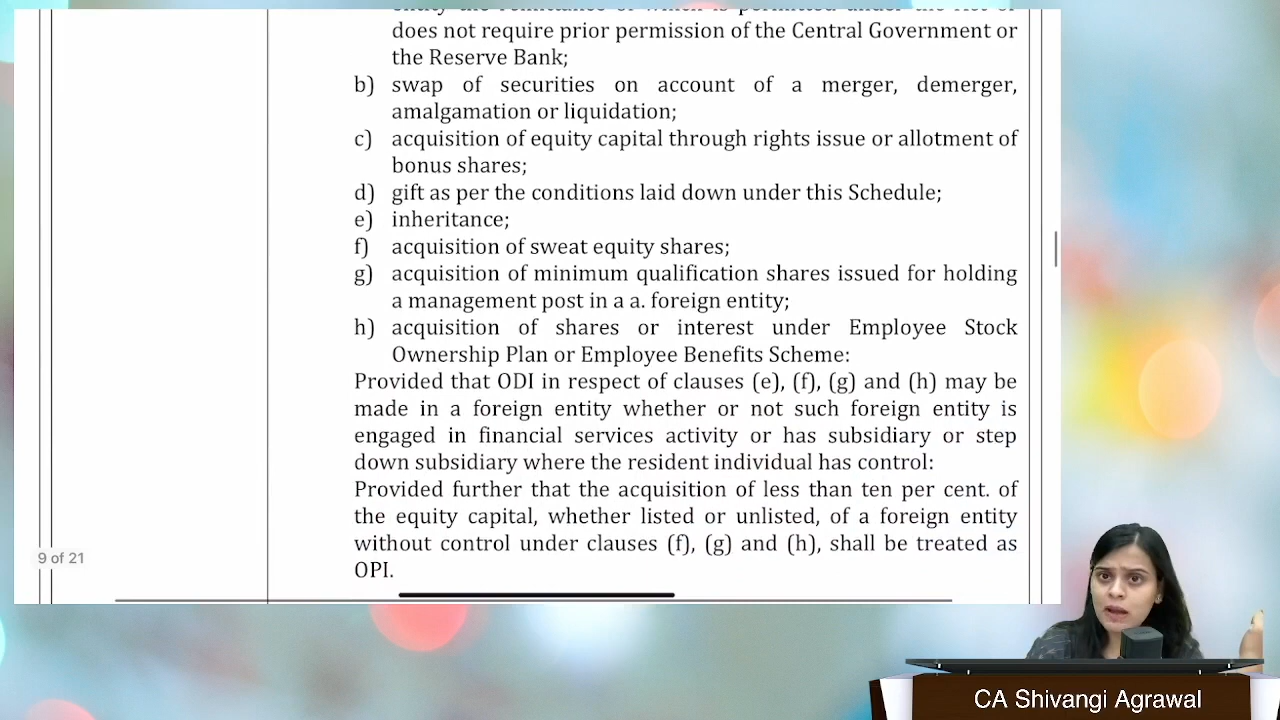 does not require prior permission of the Central Government or
the Reserve Bank;
b) swap of securities on account of a merger, demerger,
amalgamation or liquidation;
c) acquisition of equity capital through rights issue or allotment of
bonus shares;
d) gift as per the conditions laid down under this Schedule;
e) inheritance;
f) acquisition of sweat equity shares;
g) acquisition of minimum qualification shares issued for holding
a management post in a a. foreign entity;
h) acquisition of shares or interest under Employee Stock
Ownership Plan or Employee Benefits Scheme:
Provided that ODI in respect of clauses (e), (f), (g) and (h) may be
made in a foreign entity whether or not such foreign entity is
engaged in financial services activity or has subsidiary or step
down subsidiary where the resident individual has control:
Provided further that the acquisition of less than ten per cent. of
the equity capital, whether listed or unlisted, of a foreign entity
without control under clauses (f), (g) and (h), shall be treated as
OPI.
9 of 21
CA Shivangi Agrawal